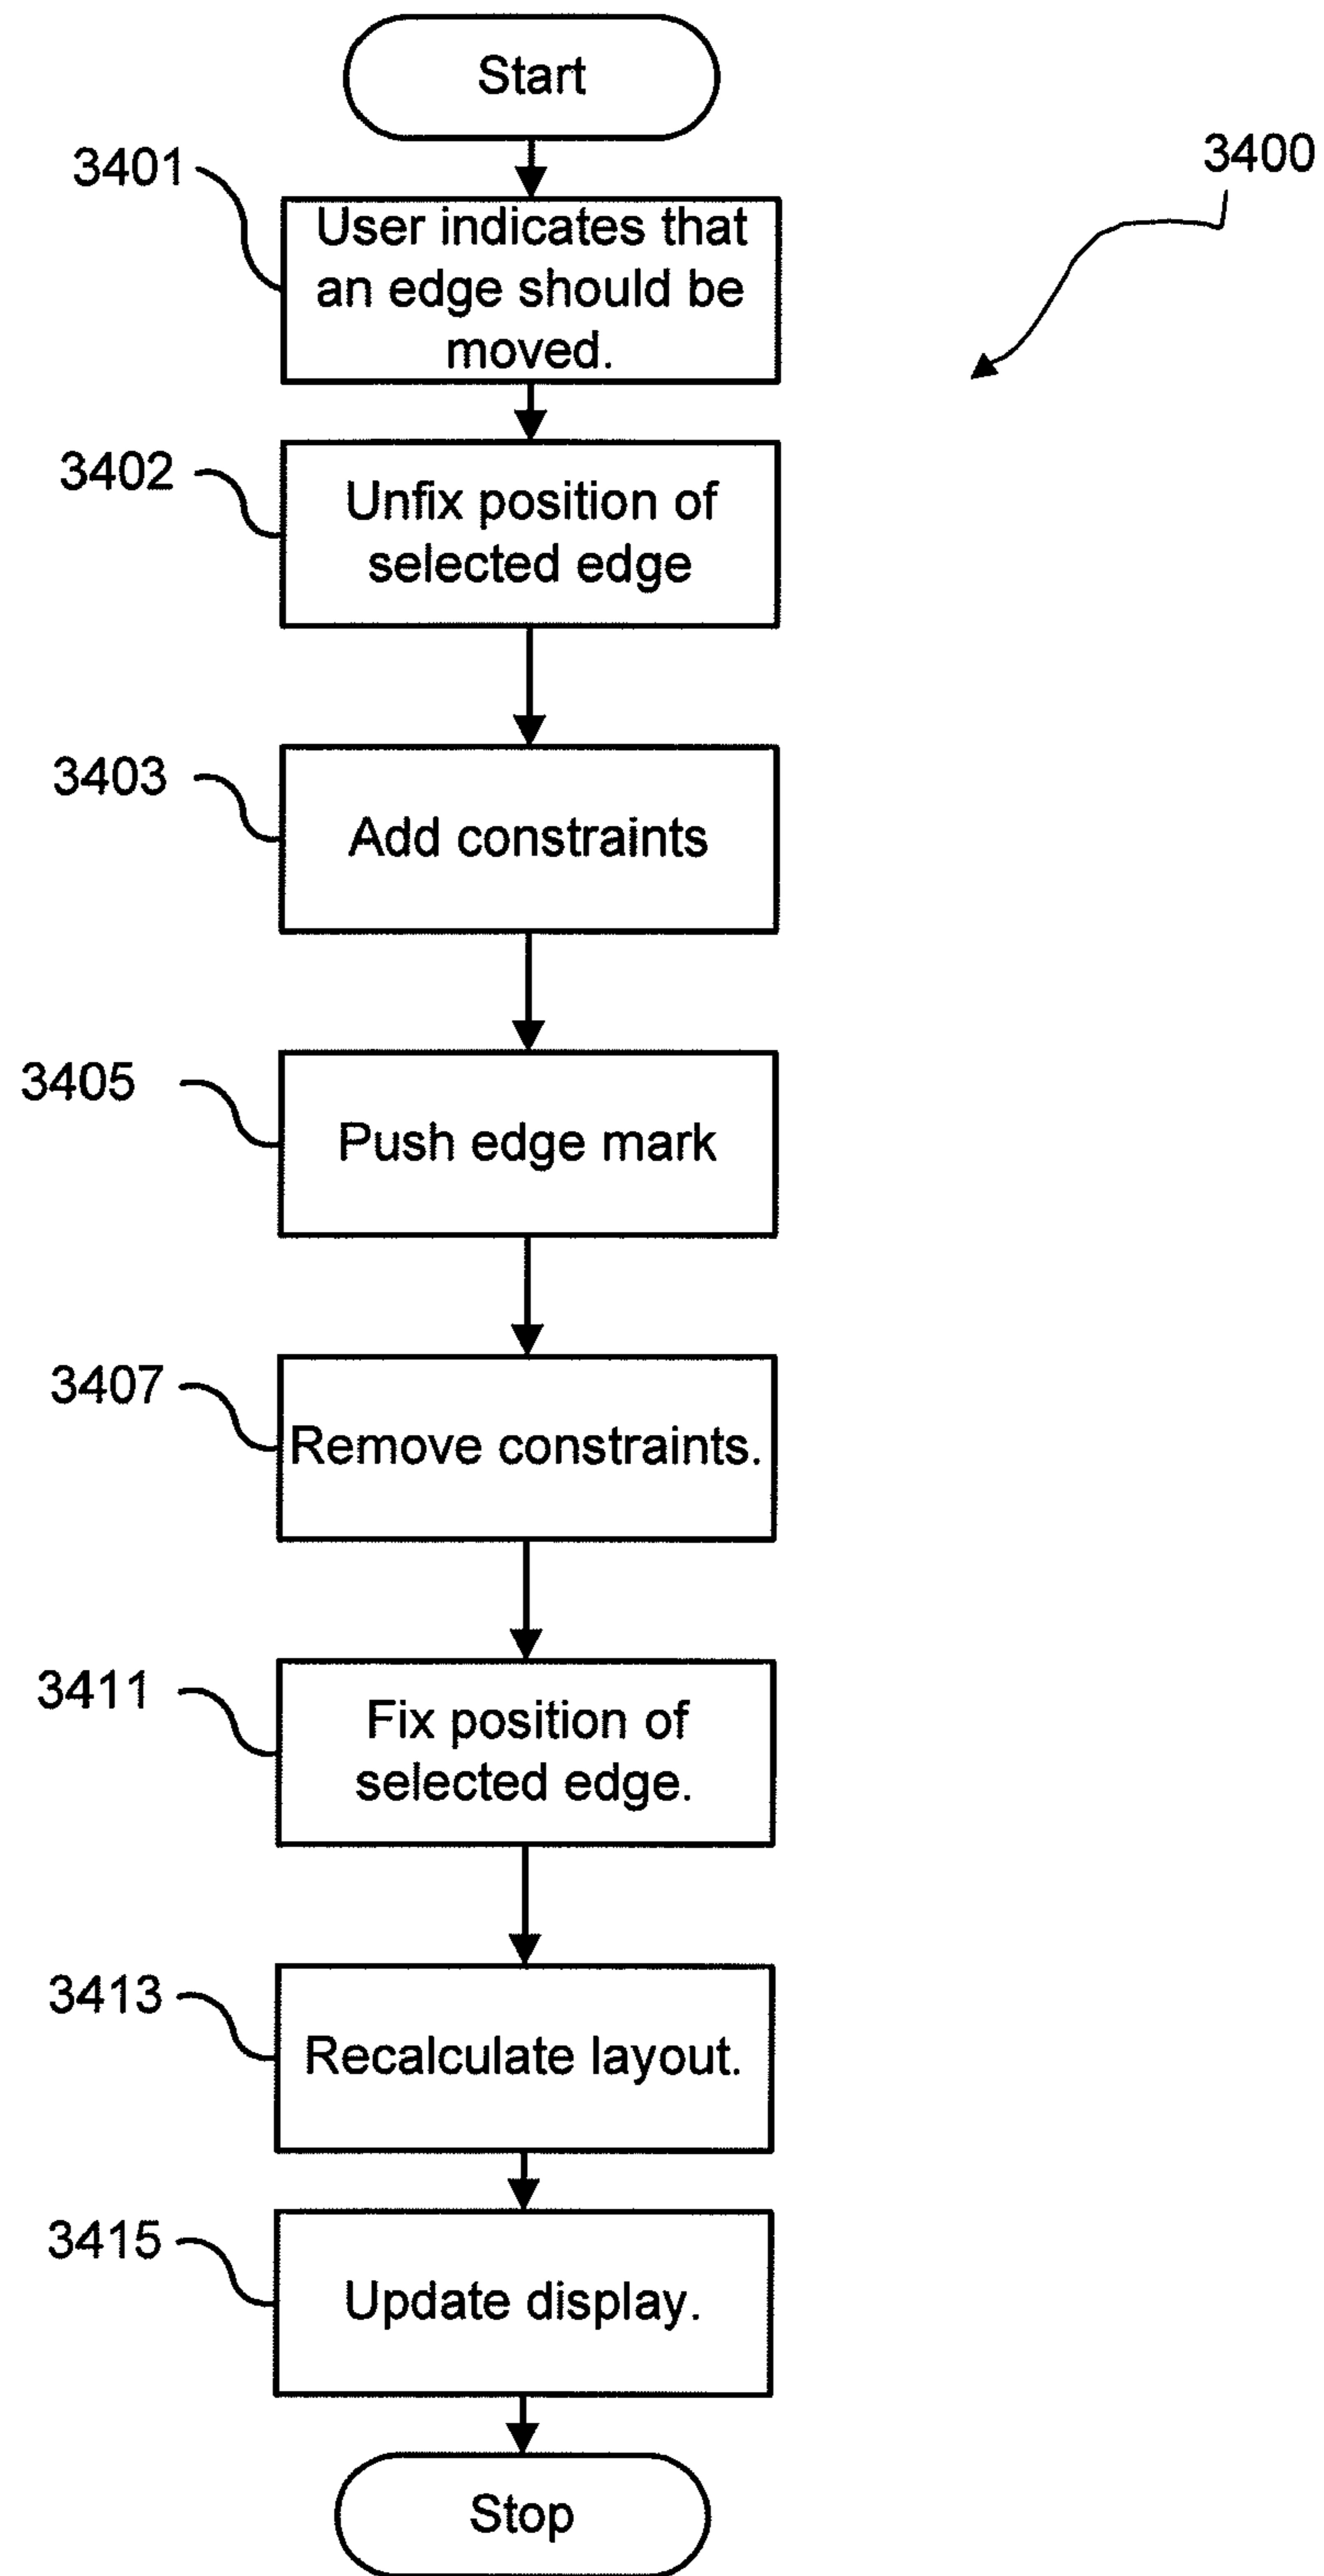 Start
3400
3401
User indicates that
an edge should be
moved.
3402
Unfix position of
selected edge
3403
Add constraints
3405
Push edge mark
3407
Remove constraints.
3411
Fix position of
selected edge.
3413
Recalculate layout.
3415
Update display.
Stop